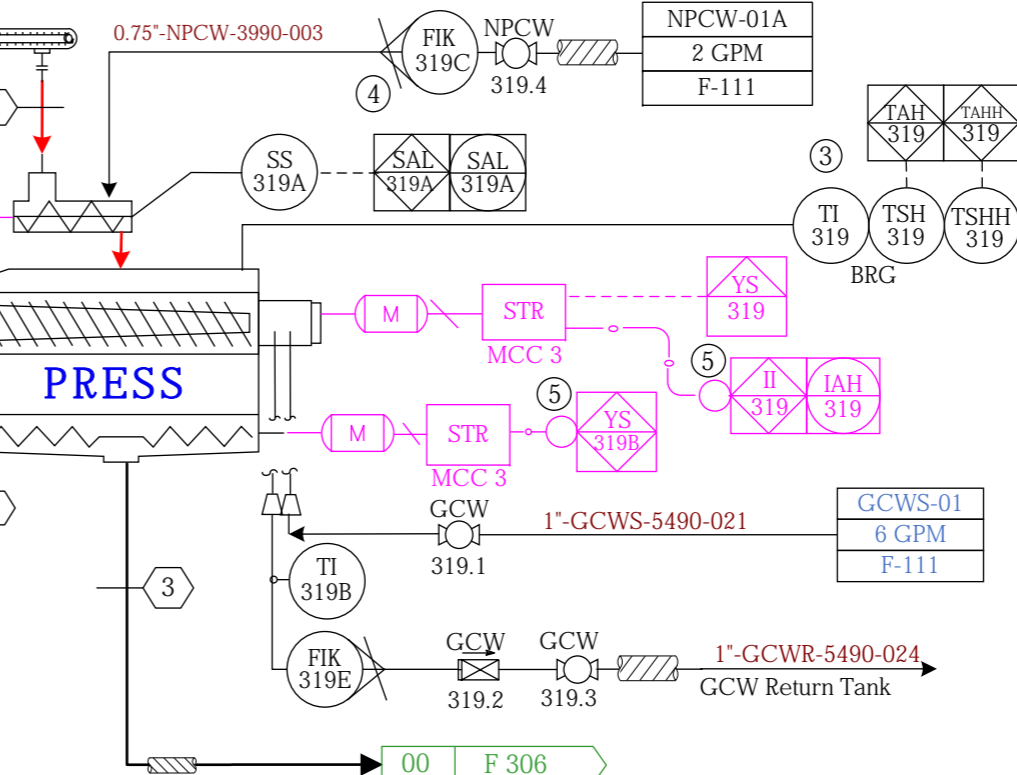 0.75"-NPCW-3990-003
FIK
319C
NPCW
319.4
NPCW-01A
2 GPM
F-111
4
SS
319A
SAL
319A
SAL
319A
3
TAH
319
TAHH
319
TI
319
TSH
319
TSHH
319
BRG
M
STR
MCC 3
YS
319
5
II
319
IAH
319
PRESS
M
STR
MCC 3
5
YS
319B
GCW
319.1
1"-GCWS-5490-021
GCWS-01
6 GPM
F-111
TI
319B
3
FIK
319E
GCW
319.2
GCW
319.3
1"-GCWR-5490-024
GCW Return Tank
00
F 306